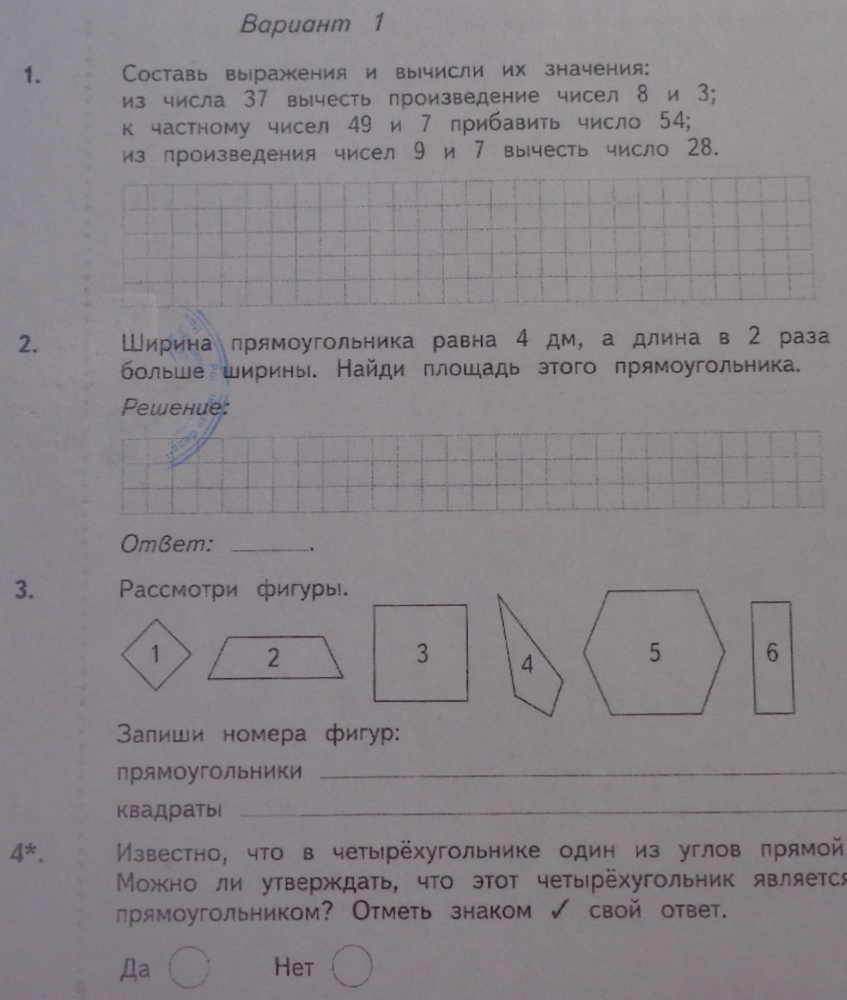 Вариант 1
1. Составь выражения и вычисли их значения:
из числа 37 вычесть произведение чисел 8 и 3;
к частному чисел 49 и 7 прибавить число 54;
из произведения чисел 9 и 7 вычесть число 28.
2. Ширина прямоугольника равна 4 дм, а длина в 2 раза
больше ширины. Найди площадь этого прямоугольника.
Решение:
Ответ: ______.
3. Рассмотри фигуры.
1 2 3 4 5 6
Запиши номера фигур:
прямоугольники
квадраты
4*. Известно, что в четырёхугольнике один из углов прямой.
Можно ли утверждать, что этот четырёхугольник является
прямоугольником? Отметь знаком ✓ свой ответ.
Да Нет